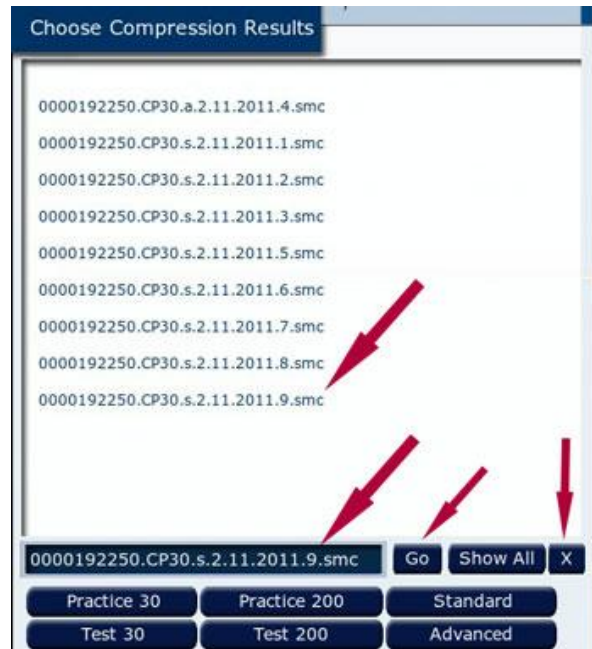 Choose Compression Results
0000192250.CP30.a.2.11.2011.4.smc
0000192250.CP30.s.2.11.2011.1.smc
0000192250.CP30.s.2.11.2011.2.smc
0000192250.CP30.s.2.11.2011.3.smc
0000192250.CP30.s.2.11.2011.5.smc
0000192250.CP30.s.2.11.2011.6.smc
0000192250.CP30.s.2.11.2011.7.smc
0000192250.CP30.s.2.11.2011.8.smc
0000192250.CP30.s.2.11.2011.9.smc
0000192250.CP30.s.2.11.2011.9.smc Go Show All X
Practice 30 Practice 200 Standard
Test 30 Test 200 Advanced